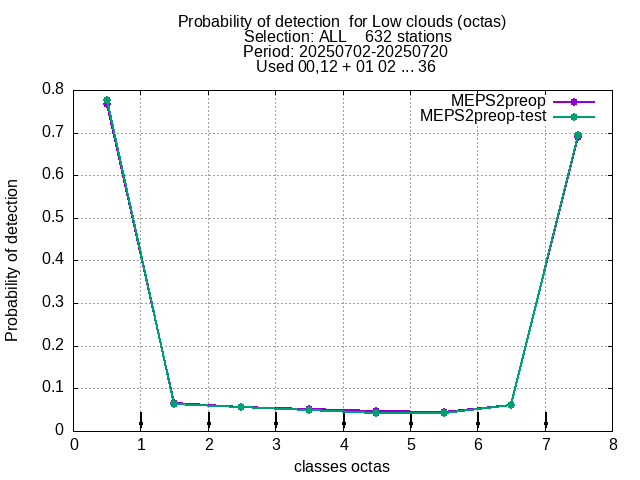 Probability of detection  for Low clouds (octas)
Selection: ALL    632 stations
Period: 20250702-20250720
Used 00,12 + 01 02 ... 36
MEPS2preop
MEPS2preop-test
Probability of detection
0.8
0.7
0.6
0.5
0.4
0.3
0.2
0.1
0
0 1 2 3 4 5 6 7 8
classes octas